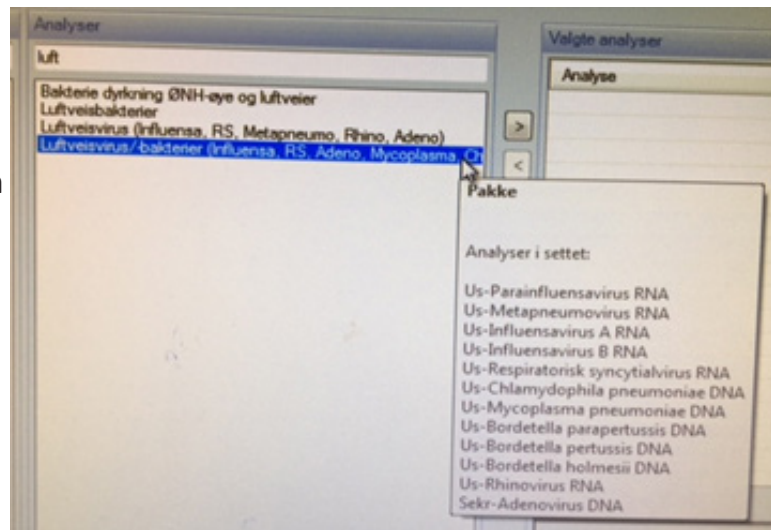 Analyser
luft
Bakterie dyrkning ØNH-øye og luftveier
Luftveisbakterier
Luftveisvirus (Influensa, RS, Metapneumo, Rhino, Adeno)
Luftveisvirus/-bakterier (Influensa, RS, Adeno, Mycoplasma, Ch
>
<
Valgte analyser
Analyse
Pakke
Analyser i settet:
Us-Parainfluensavirus RNA
Us-Metapneumovirus RNA
Us-Influensavirus A RNA
Us-Influensavirus B RNA
Us-Respiratorisk syncytialvirus RNA
Us-Chlamydophila pneumoniae DNA
Us-Mycoplasma pneumoniae DNA
Us-Bordetella parapertussis DNA
Us-Bordetella pertussis DNA
Us-Bordetella holmesii DNA
Us-Rhinovirus RNA
Sekr-Adenovirus DNA